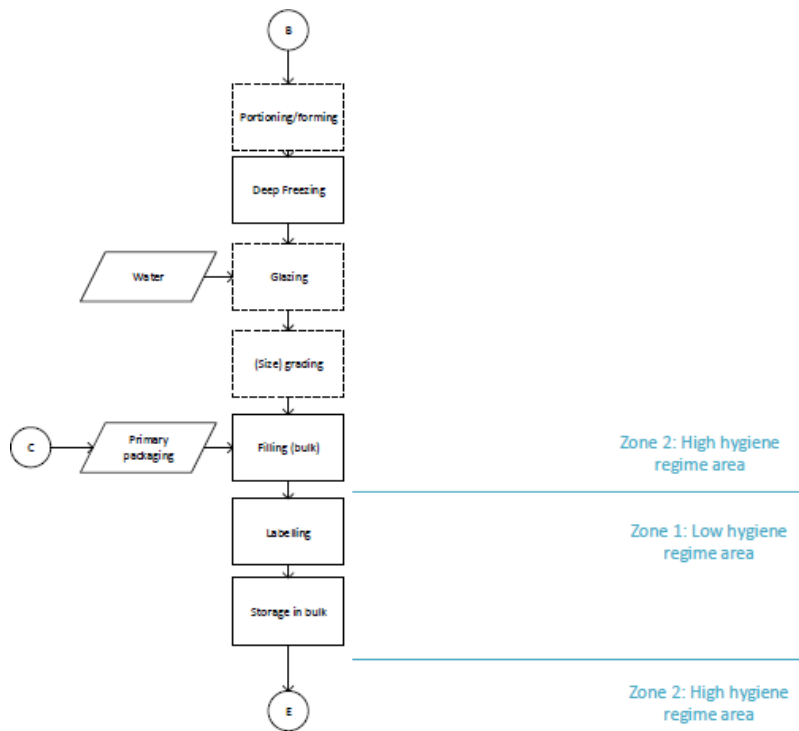 B
Portioning/forming
Deep Freezing
Water
Glazing
(Size) grading
C
Primary
packaging
Filling (bulk)
Zone 2: High hygiene
regime area
Labelling
Zone 1: Low hygiene
regime area
Storage in bulk
E
Zone 2: High hygiene
regime area